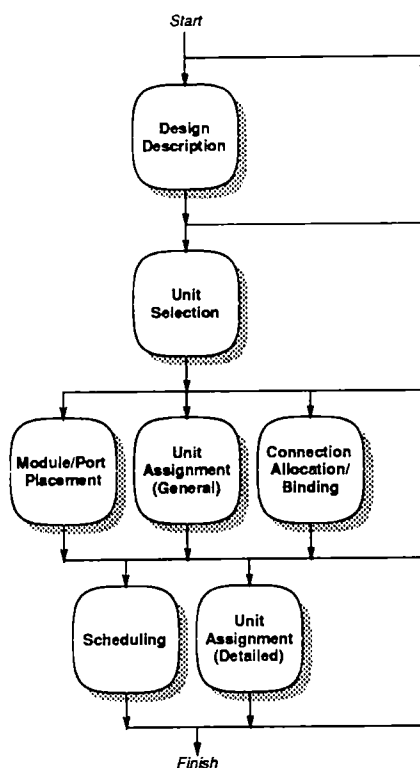 Start
Design
Description
Unit
Selection
Module/Port
Placement
Unit
Assignment
(General)
Connection
Allocation/
Binding
Scheduling
Unit
Assignment
(Detailed)
Finish